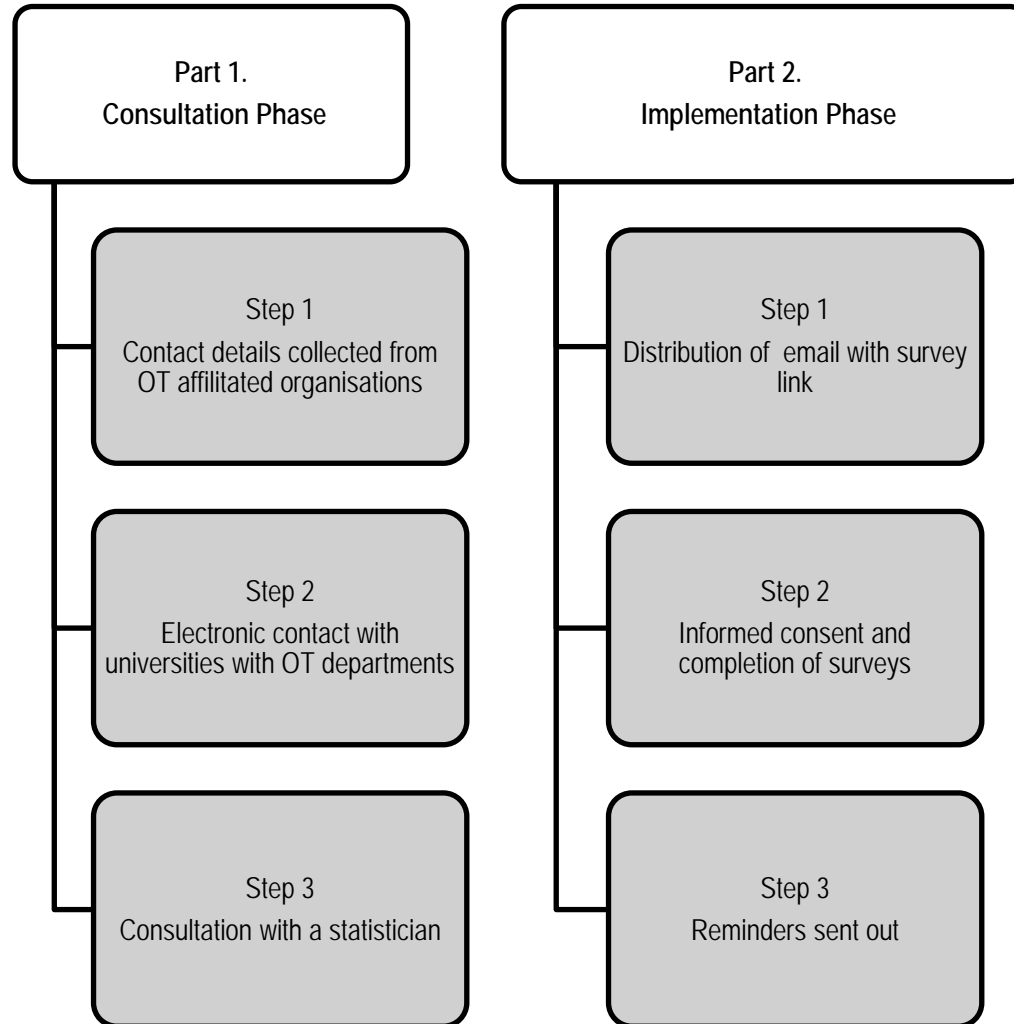 Part 1.
Consultation Phase
Step 1
Contact details collected from
OT affilitated organisations
Step 2
Electronic contact with
universities with OT departments
Step 3
Consultation with a statistician
Part 2.
Implementation Phase
Step 1
Distribution of  email with survey
link
Step 2
Informed consent and
completion of surveys
Step 3
Reminders sent out